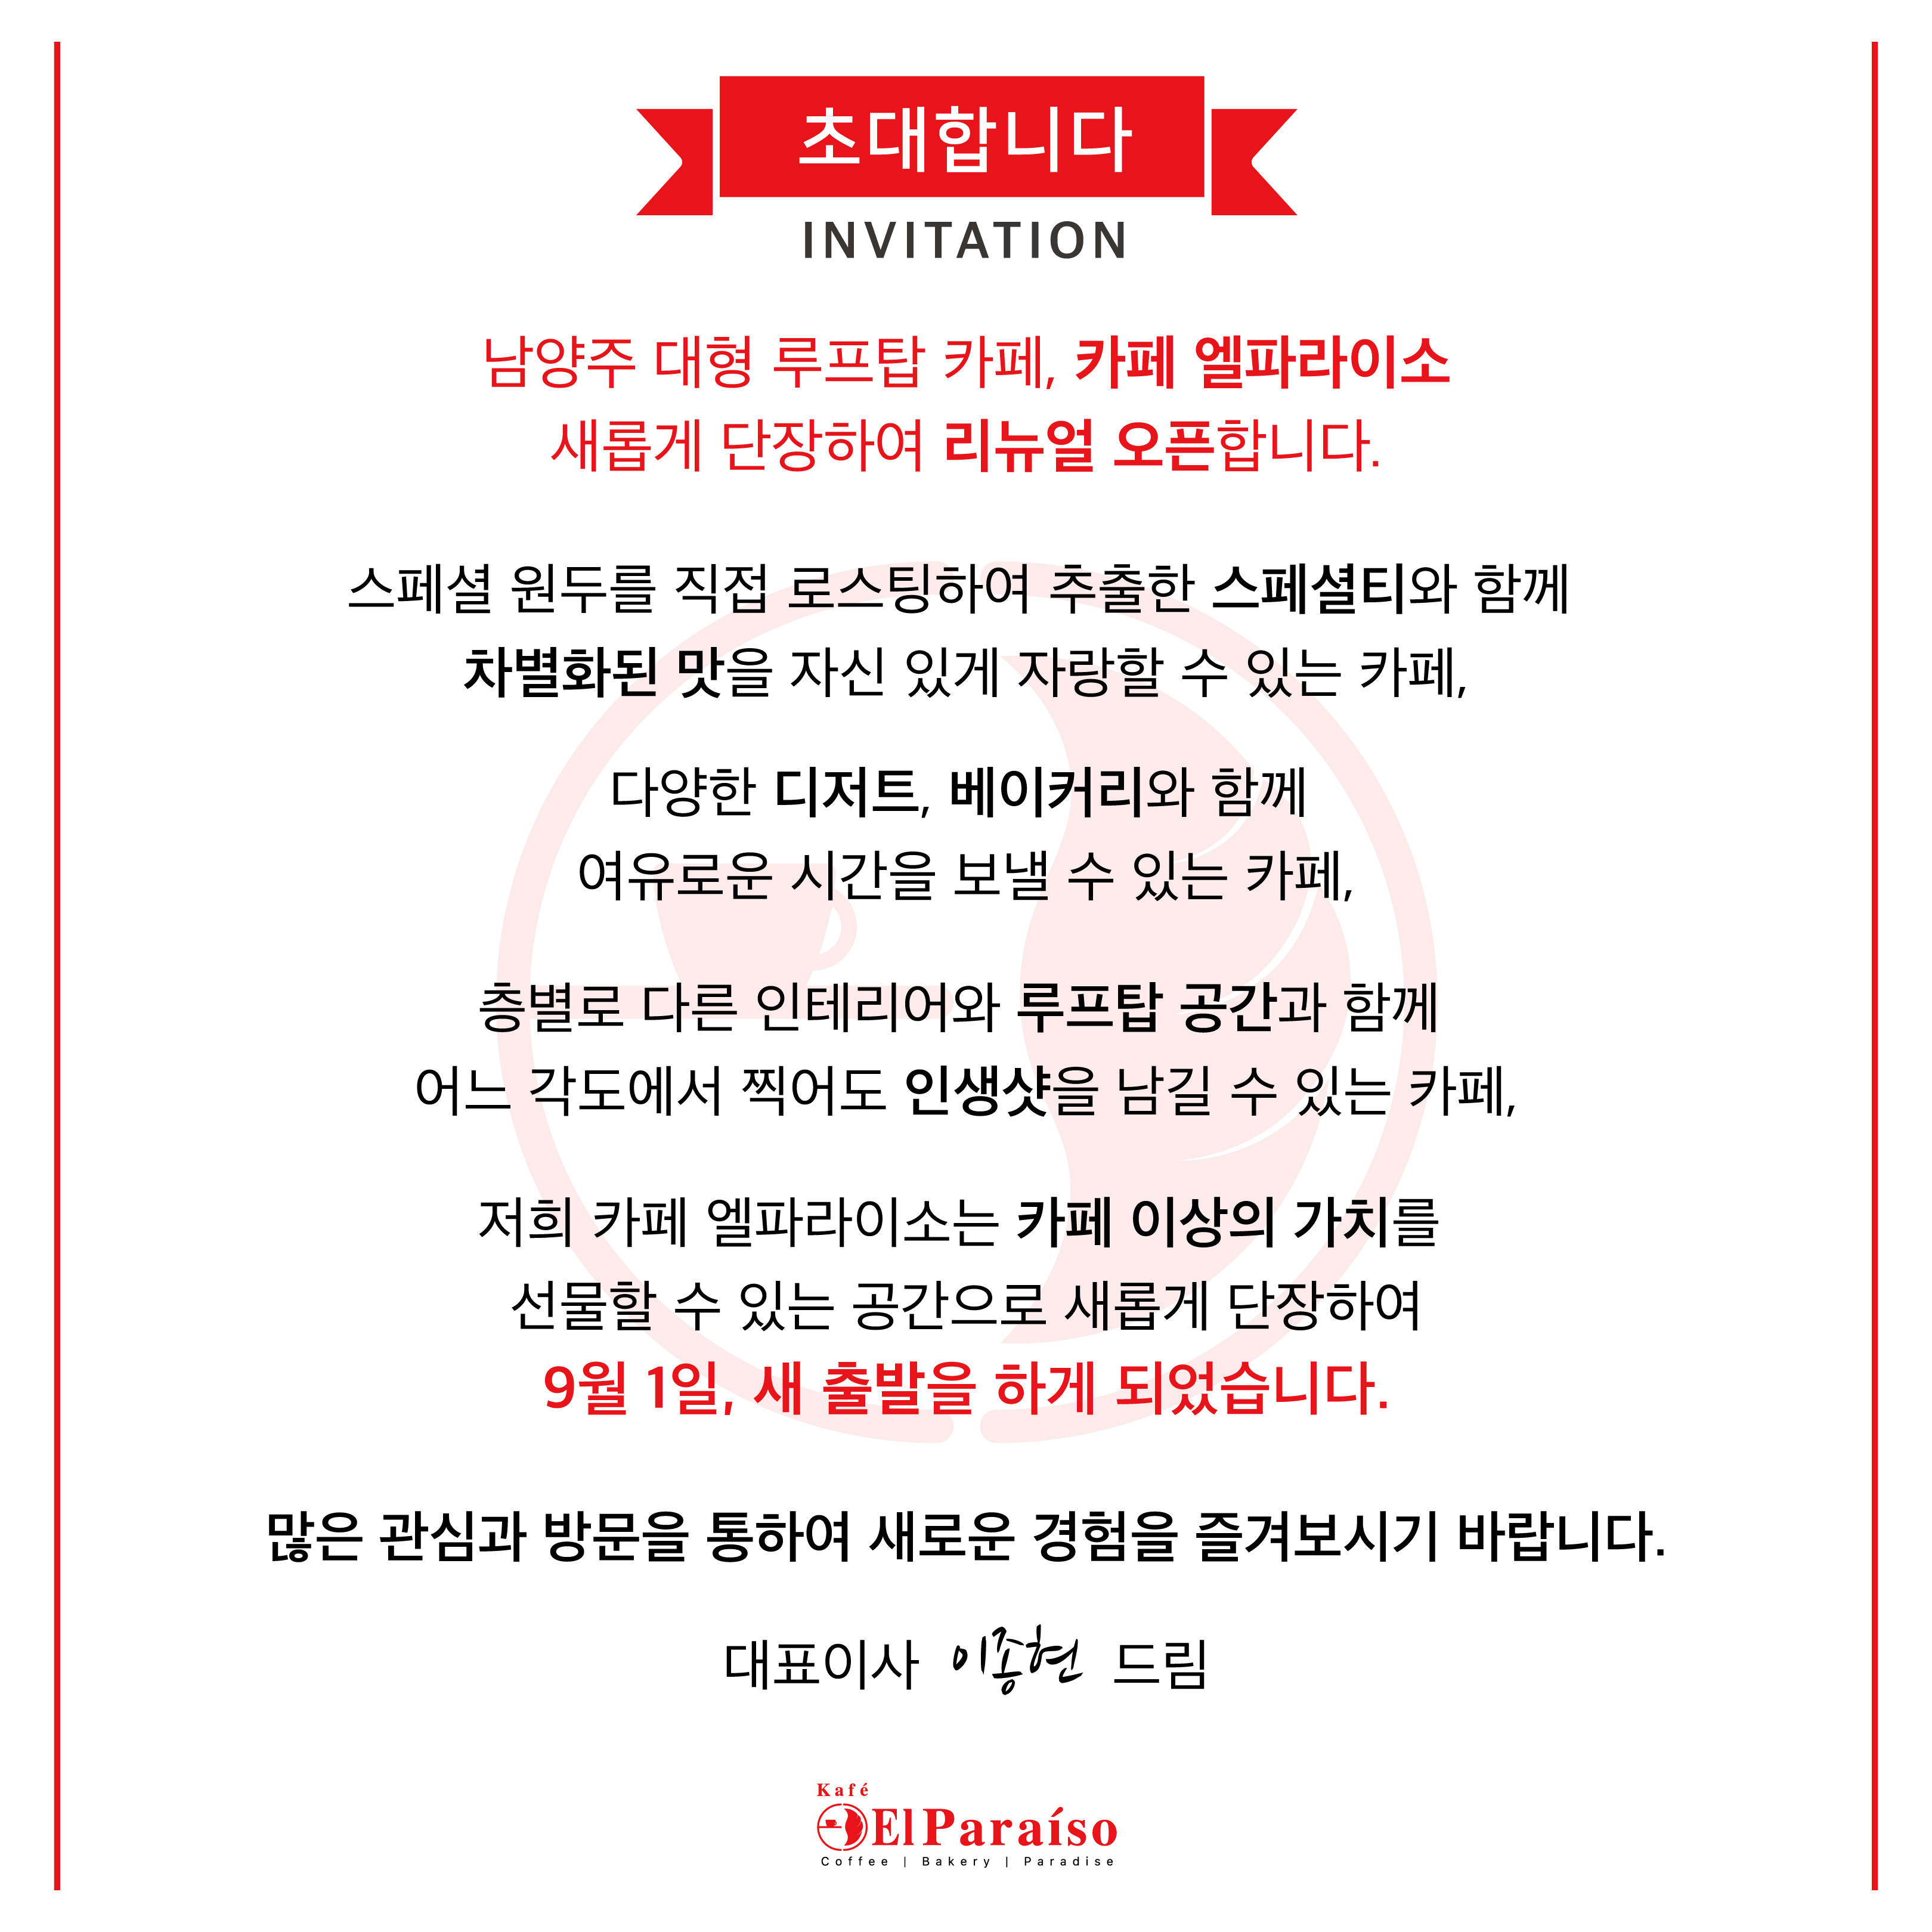 초대합니다
INVITATION
남양주 대형 루프탑 카페, 카페 엘파라이소
새롭게 단장하여 리뉴얼 오픈합니다.
스페셜 원두를 직접 로스팅하여 추출한 스페셜티와 함께
차별화된 맛을 자신 있게 자랑할 수 있는 카페,
다양한 디저트, 베이커리와 함께
여유로운 시간을 보낼 수 있는 카페,
층별로 다른 인테리어와 루프탑 공간과 함께
어느 각도에서 찍어도 인생샷을 남길 수 있는 카페,
저희 카페 엘파라이소는 카페 이상의 가치를
선물할 수 있는 공간으로 새롭게 단장하여
9월 1일, 새 출발을 하게 되었습니다.
많은 관심과 방문을 통하여 새로운 경험을 즐겨보시기 바랍니다.
대표이사 이종현 드림
Kafé
El Paraíso
Coffee | Bakery | Paradise